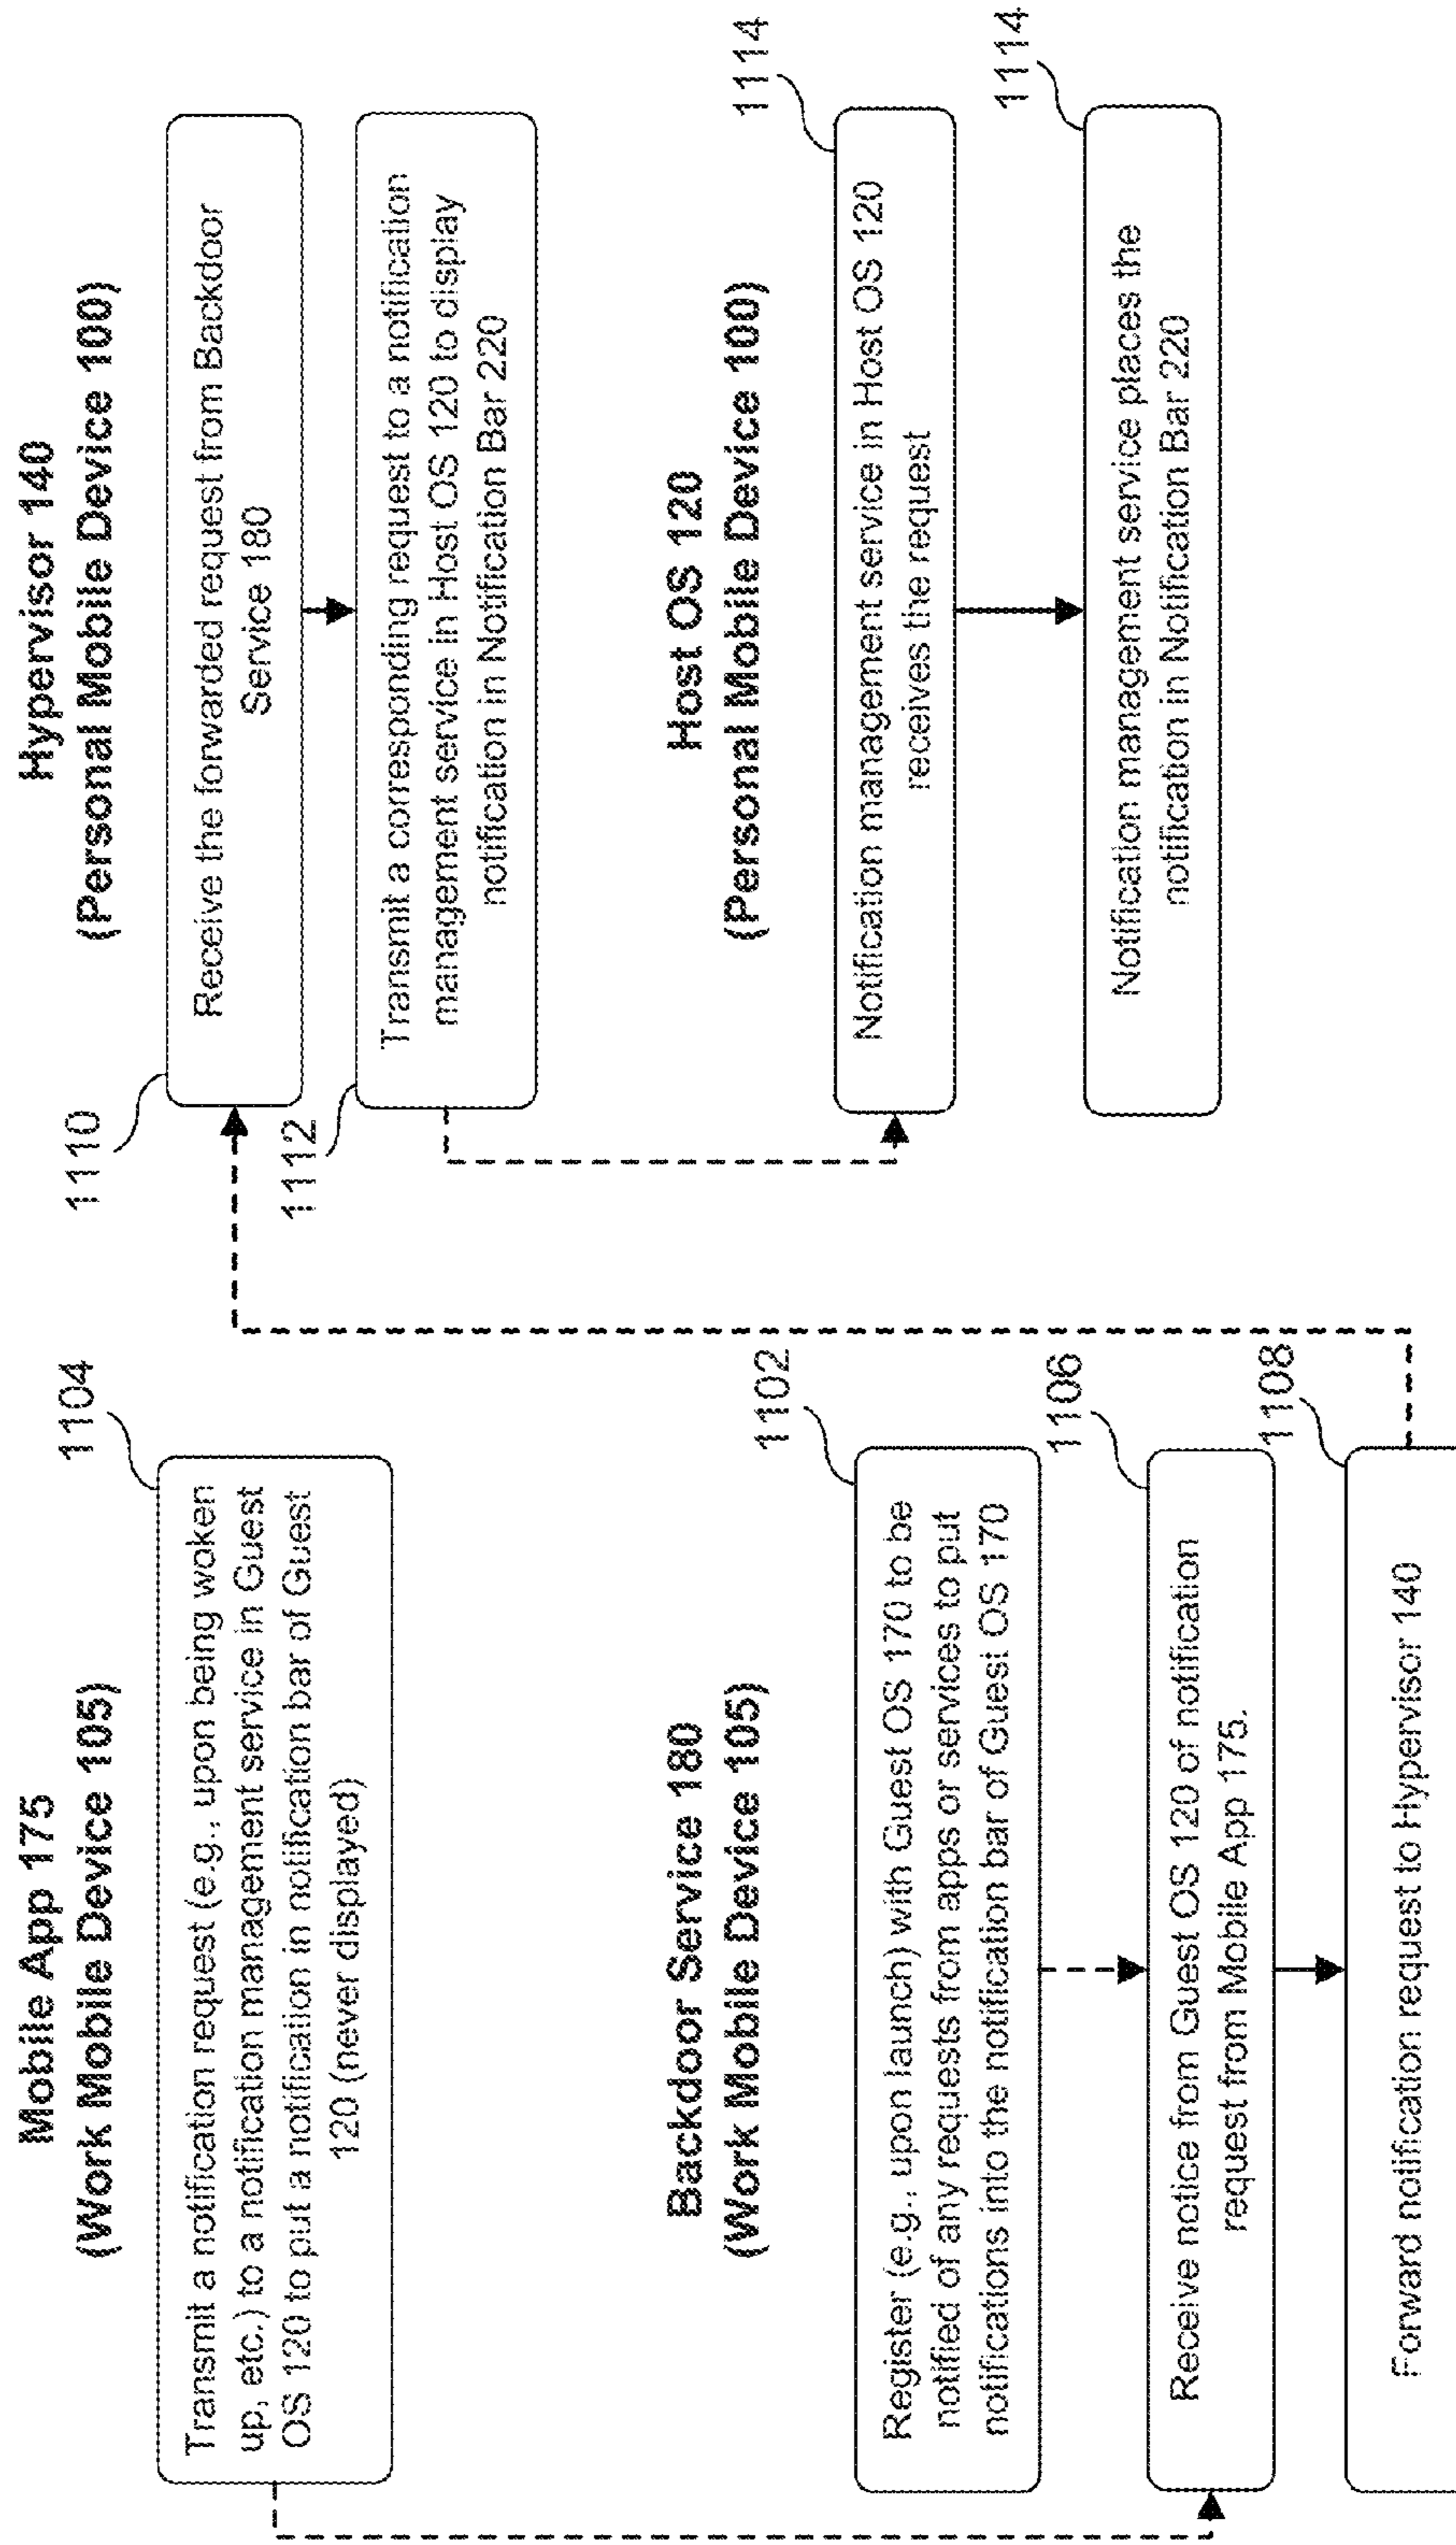 Mobile App 175
(Work Mobile Device 105)
1104
Transmit a notification request (e.g., upon being woken
up, etc.) to a notification management service in Guest
OS 120 to put a notification in notification bar of Guest
120 (never displayed)
Backdoor Service 180
(Work Mobile Device 105)
1102
Register (e.g., upon launch) with Guest OS 170 to be
notified of any requests from apps or services to put
notifications into the notification bar of Guest OS 170
1106
Receive notice from Guest OS 120 of notification
request from Mobile App 175.
1108
Forward notification request to Hypervisor 140
Hypervisor 140
(Personal Mobile Device 100)
1110
Receive the forwarded request from Backdoor
Service 180
1112
Transmit a corresponding request to a notification
management service in Host OS 120 to display
notification in Notification Bar 220
Host OS 120
(Personal Mobile Device 100)
1114
Notification management service in Host OS 120
receives the request
1114
Notification management service places the
notification in Notification Bar 220